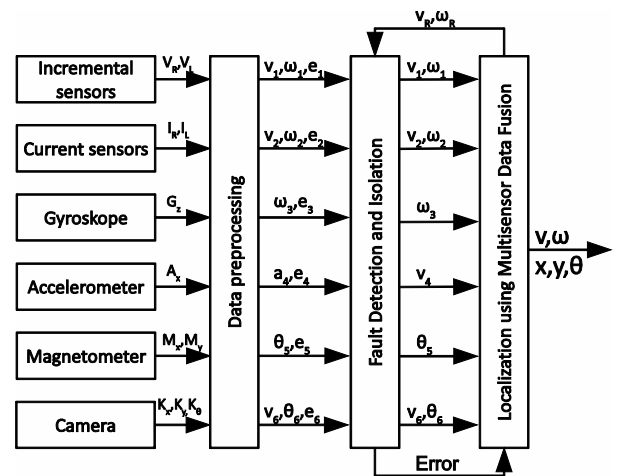 v_R,ω_R
Incremental sensors
V_R,V_L
v_1,ω_1,e_1
v_1,ω_1
Current sensors
I_R,I_L
v_2,ω_2,e_2
v_2,ω_2
Gyroskope
G_z
ω_3,e_3
ω_3
Accelerometer
A_x
a_4,e_4
v_4
Magnetometer
M_x,M_y
θ_5,e_5
θ_5
Camera
K_x,K_y,K_θ
v_6,θ_6,e_6
v_6,θ_6
Data preprocessing
Fault Detection and Isolation
Localization using Multisensor Data Fusion
v,ω
x,y,θ
Error